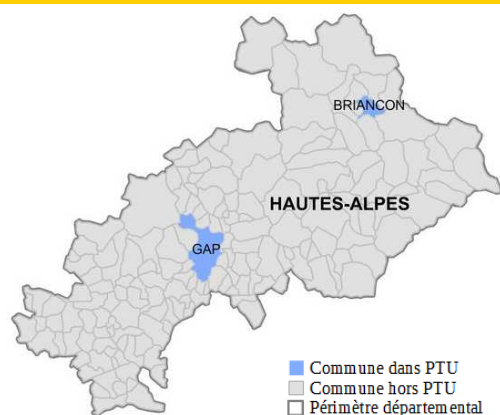 BRIANCON
HAUTES-ALPES
GAP
Commune dans PTU
Commune hors PTU
Périmètre départemental